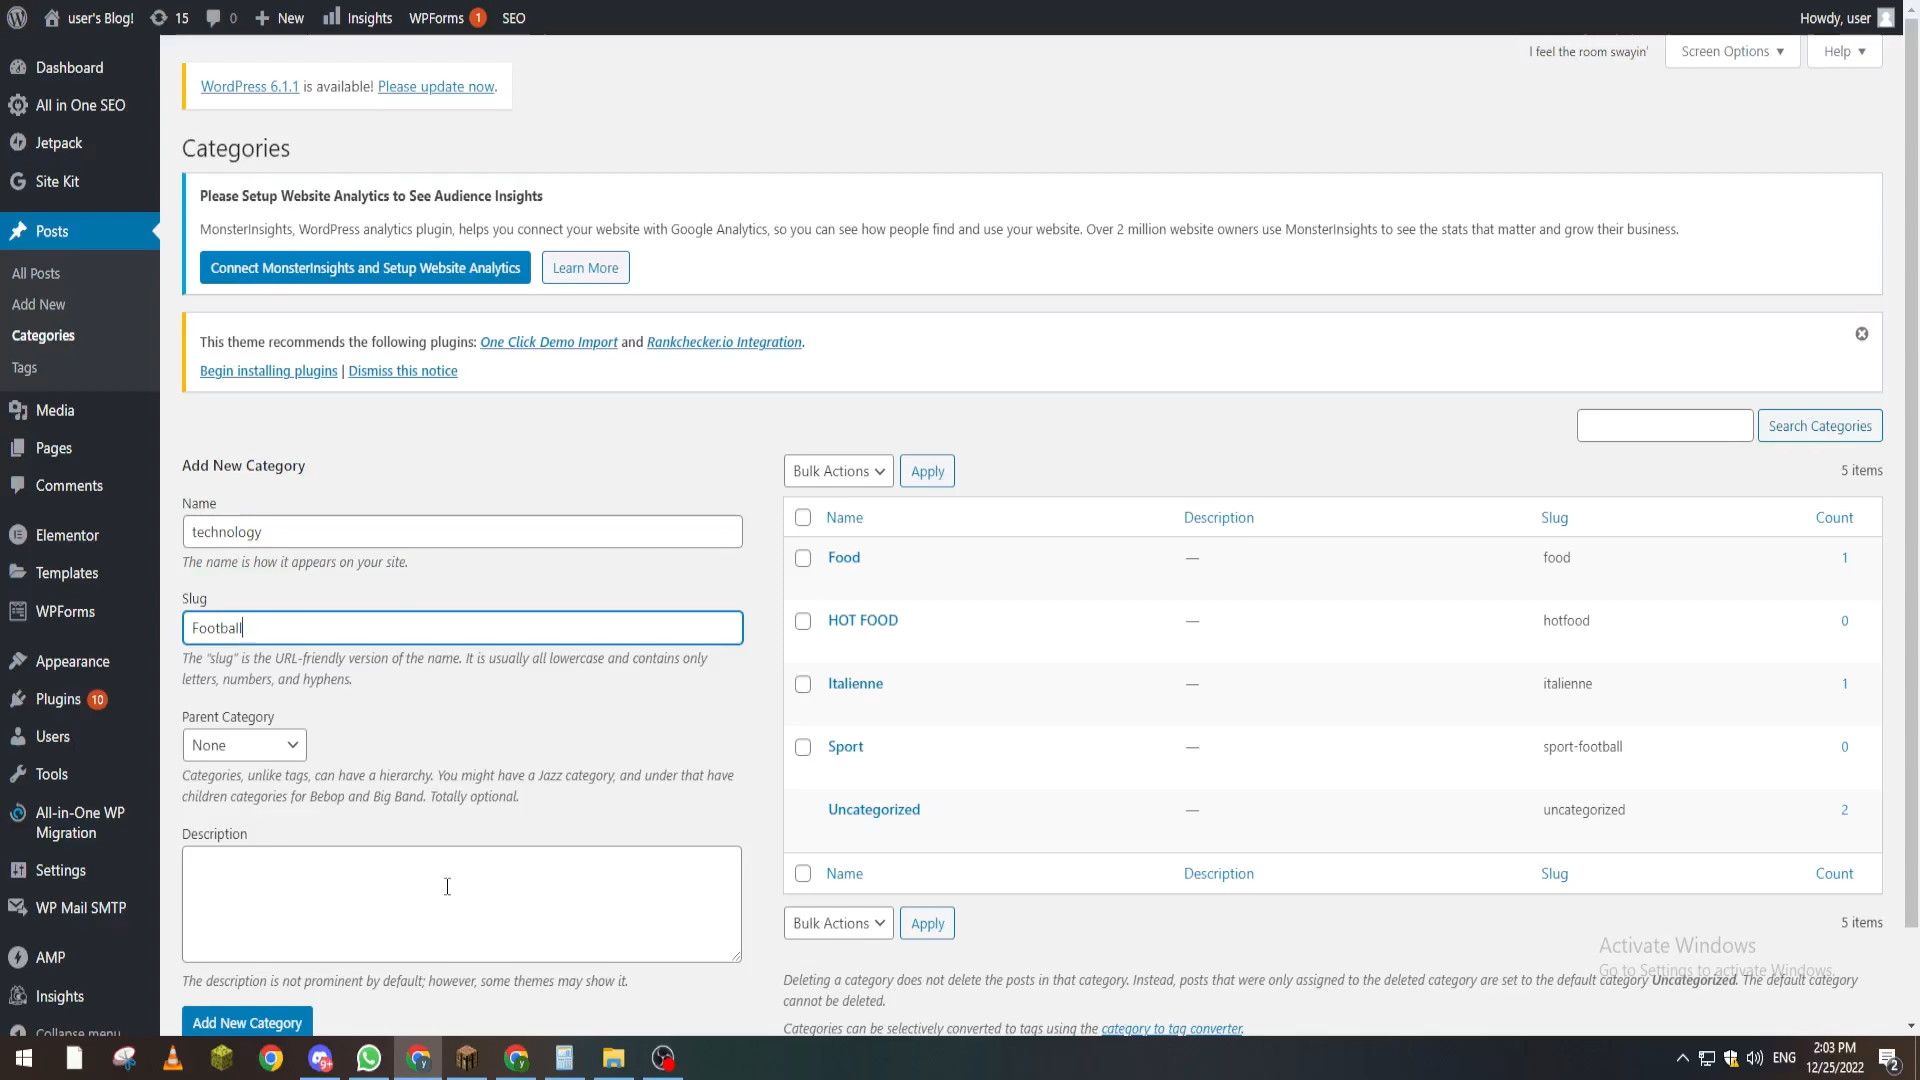 user's Blog! 15 0 New Insights WPForms 1 SEO Howdy, user
I feel the room swayin' Screen Options Help
WordPress 6.1.1 is available! Please update now.
Categories
Please Setup Website Analytics to See Audience Insights
MonsterInsights, WordPress analytics plugin, helps you connect your website with Google Analytics, so you can see how people find and use your website. Over 2 million website owners use MonsterInsights to see the stats that matter and grow their business.
Connect MonsterInsights and Setup Website Analytics Learn More
This theme recommends the following plugins: One Click Demo Import and Rankchecker.io Integration.
Begin installing plugins | Dismiss this notice
Dashboard
All in One SEO
Jetpack
Site Kit
Posts
All Posts
Add New
Categories
Tags
Media
Pages
Comments
Elementor
Templates
WPForms
Appearance
Plugins 10
Users
Tools
All-in-One WP
Migration
Settings
WP Mail SMTP
AMP
Insights
Collapse menu
Search Categories
Add New Category
Name
technology
The name is how it appears on your site.
Slug
Football
The "slug" is the URL-friendly version of the name. It is usually all lowercase and contains only
letters, numbers, and hyphens.
Parent Category
None
Categories, unlike tags, can have a hierarchy. You might have a Jazz category, and under that have
children categories for Bebop and Big Band. Totally optional.
Description
The description is not prominent by default; however, some themes may show it.
Add New Category
Bulk Actions Apply 5 items
Name Description Slug Count
Food — food 1
HOT FOOD — hotfood 0
Italienne — italienne 1
Sport — sport-football 0
Uncategorized — uncategorized 2
Name Description Slug Count
Bulk Actions Apply 5 items
Activate Windows
Go to Settings to activate Windows.
Deleting a category does not delete the posts in that category. Instead, posts that were only assigned to the deleted category are set to the default category Uncategorized. The default category
cannot be deleted.
Categories can be selectively converted to tags using the category to tag converter.
9+ ENG 2:03 PM
12/25/2022 2